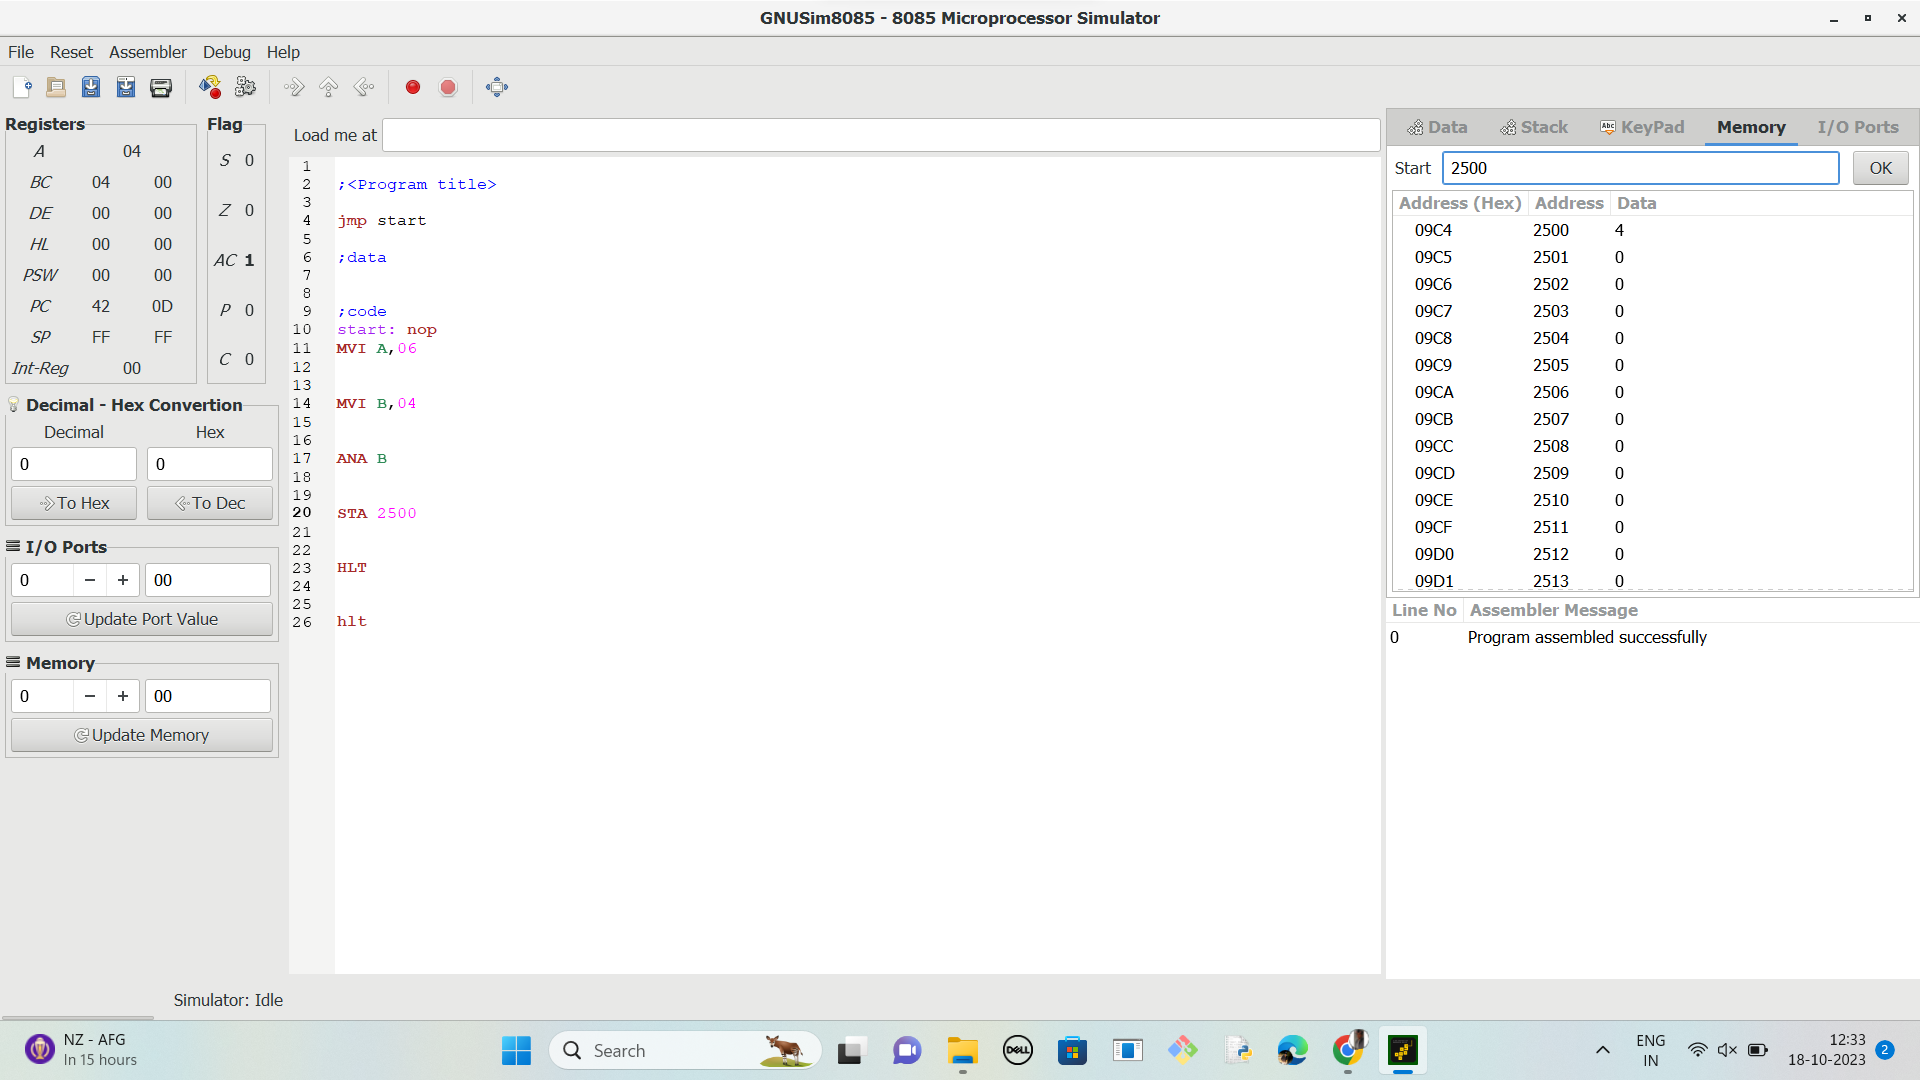 GNUSim8085 - 8085 Microprocessor Simulator
File Reset Assembler Debug Help
Registers
A 04
BC 04 00
DE 00 00
HL 00 00
PSW 00 00
PC 42 0D
SP FF FF
Int-Reg 00
Flag
S 0
Z 0
AC 1
P 0
C 0
Decimal - Hex Convertion
Decimal Hex
0 0
To Hex To Dec
I/O Ports
0 − + 00
Update Port Value
Memory
0 − + 00
Update Memory
Load me at
1
2 ;<Program title>
3
4 jmp start
5
6 ;data
7
8
9 ;code
10 start: nop
11 MVI A,06
12
13
14 MVI B,04
15
16
17 ANA B
18
19
20 STA 2500
21
22
23 HLT
24
25
26 hlt
Data Stack Abc KeyPad Memory I/O Ports
Start 2500 OK
Address (Hex) Address Data
09C4 2500 4
09C5 2501 0
09C6 2502 0
09C7 2503 0
09C8 2504 0
09C9 2505 0
09CA 2506 0
09CB 2507 0
09CC 2508 0
09CD 2509 0
09CE 2510 0
09CF 2511 0
09D0 2512 0
09D1 2513 0
Line No Assembler Message
0 Program assembled successfully
Simulator: Idle
NZ - AFG
In 15 hours
Search
DELL
ENG
IN
12:33
18-10-2023
2